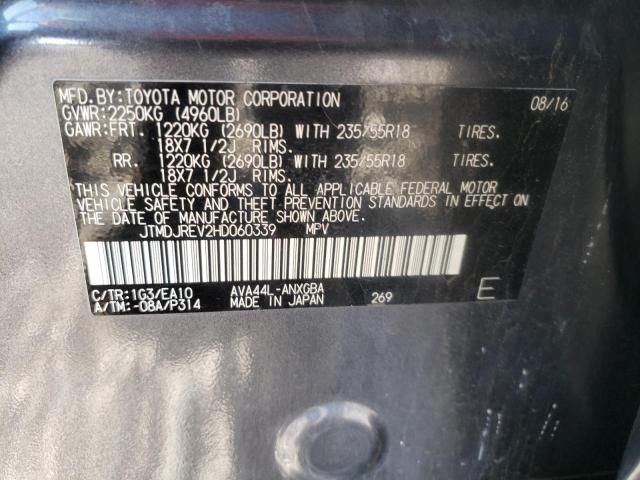 MFD.BY:TOYOTA MOTOR CORPORATION 08/16
GVWR:2250KG (4960LB)
GAWR:FRT. 1220KG (2690LB) WITH 235/55R18 TIRES.
18X7 1/2J RIMS.
RR. 1220KG (2690LB) WITH 235/55R18 TIRES.
18X7 1/2J RIMS.
THIS VEHICLE CONFORMS TO ALL APPLICABLE FEDERAL MOTOR
VEHICLE SAFETY AND THEFT PREVENTION STANDARDS IN EFFECT ON
THE DATE OF MANUFACTURE SHOWN ABOVE.
JTMDJREV2HD060339 MPV
C/TR:1G3/EA10 AVA44L-ANXGBA
A/TM:-08A/P314 MADE IN JAPAN 269 E